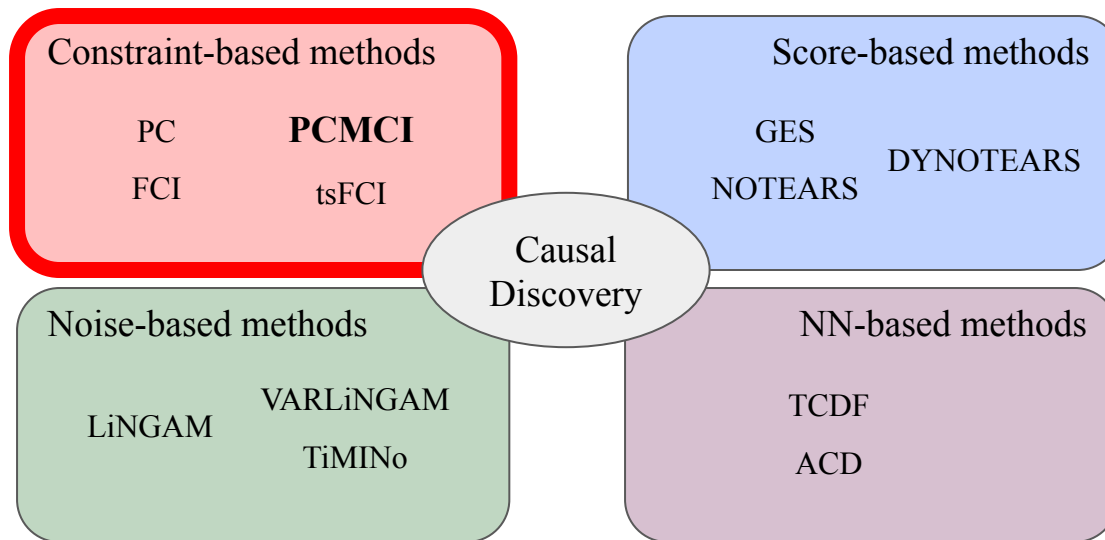 Constraint-based methods
PC
PCMCI
FCI
tsFCI
Score-based methods
GES
DYNOTEARS
NOTEARS
Causal
Discovery
Noise-based methods
VARLiNGAM
LiNGAM
TiMINo
NN-based methods
TCDF
ACD